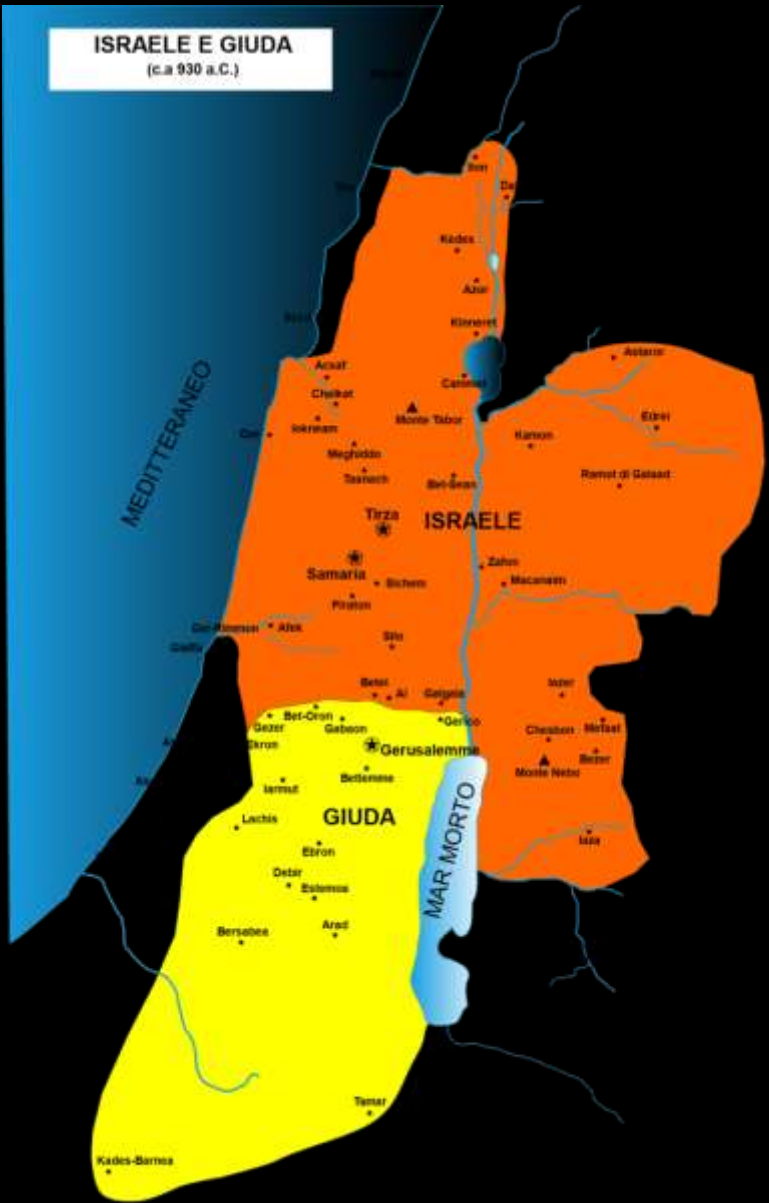 ISRAELE E GIUDA
(c.a 930 a.C.)
Ilon
Da
Kedes
Azor
Kinneret
Acsaf
Astarot
Chelkat
Monte Tabor
Iokneam
Edrei
Kamon
MEDITTERANEO
Meghiddo
Taanach
Bet-Sean
Ramot di Galaad
Tirza
ISRAELE
Samaria
Sichem
Zafon
Macanaim
Piraton
Afek
Silo
Betel
Ai
Galgala
Iazer
Bet-Oron
Gezer
Gabaon
Gerico
Mefaat
Chesbon
Ekron
Gerusalemme
Bezer
Betlemme
Monte Nebo
Iarmut
GIUDA
MAR MORTO
Lachis
Iaza
Ebron
Debir
Estemoa
Arad
Bersabea
Tamar
Kades-Barnea